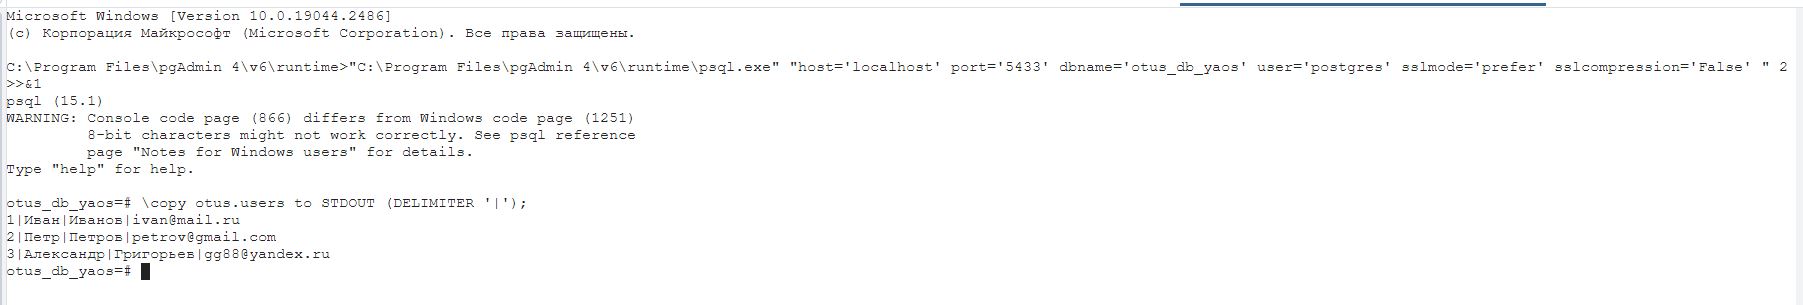 Microsoft Windows [Version 10.0.19044.2486]
(c) Корпорация Майкрософт (Microsoft Corporation). Все права защищены.
C:\Program Files\pgAdmin 4\v6\runtime>"C:\Program Files\pgAdmin 4\v6\runtime\psql.exe" "host='localhost' port='5433' dbname='otus_db_yaos' user='postgres' sslmode='prefer' sslcompression='False' " 2
>>&1
psql (15.1)
WARNING: Console code page (866) differs from Windows code page (1251)
         8-bit characters might not work correctly. See psql reference
         page "Notes for Windows users" for details.
Type "help" for help.
otus_db_yaos=# \copy otus.users to STDOUT (DELIMITER '|');
1|Иван|Иванов|ivan@mail.ru
2|Петр|Петров|petrov@gmail.com
3|Александр|Григорьев|gg88@yandex.ru
otus_db_yaos=#